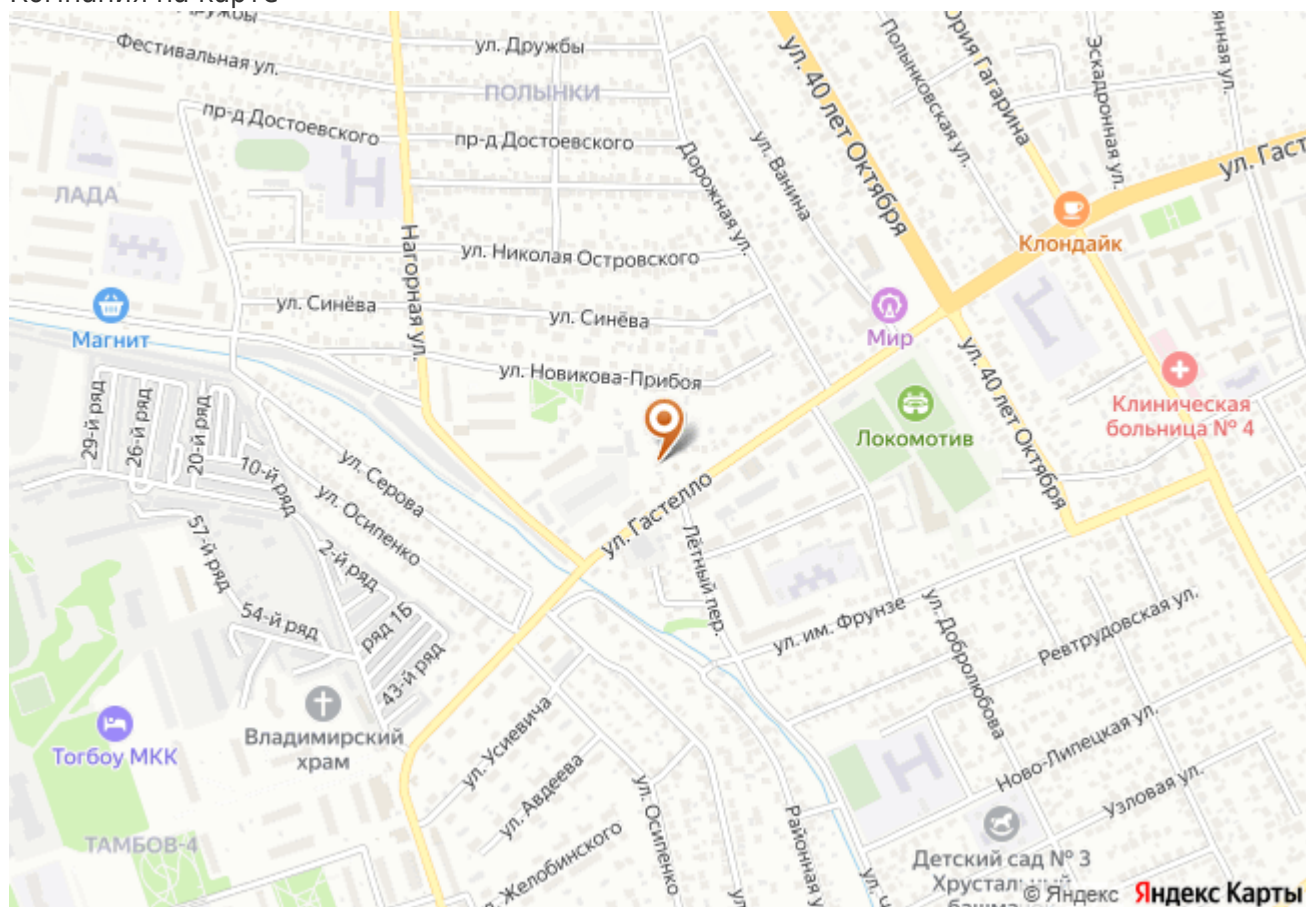 Компания на карте
ул. Дружбы
Фестивальная ул.
ПОЛЫНКИ
пр-д Достоевского
пр-д Достоевского
ЛАДА
ул. 40 лет Октября
Полынковская ул.
Юрия Гагарина
Эскадронная ул.
ул. Гаст
ул. Ванина
Дорожная ул.
Клондайк
Нагорная ул.
ул. Николая Островского
ул. Синёва
ул. Синёва
Магнит
Мир
ул. Новикова-Прибоя
ул. 40 лет Октября
Клиническая
больница № 4
Локомотив
29-й ряд
26-й ряд
20-й ряд
10-й ряд
ул. Серова
ул. Осипенко
ул. Гастелло
57-й ряд
2-й ряд
Лётный пер.
54-й ряд
ряд 1Б
43-й ряд
ул. им. Фрунзе
ул. Добролюбова
Ревтрудовская ул.
Владимирский
храм
Тогбоу МКК
ул. Усиевича
ул. Авдеева
Ново-Липецкая ул.
Узловая ул.
ТАМБОВ-4
ул. Осипенко
Районная у
Желобинского
Детский сад № 3
© Яндекс Яндекс Карты